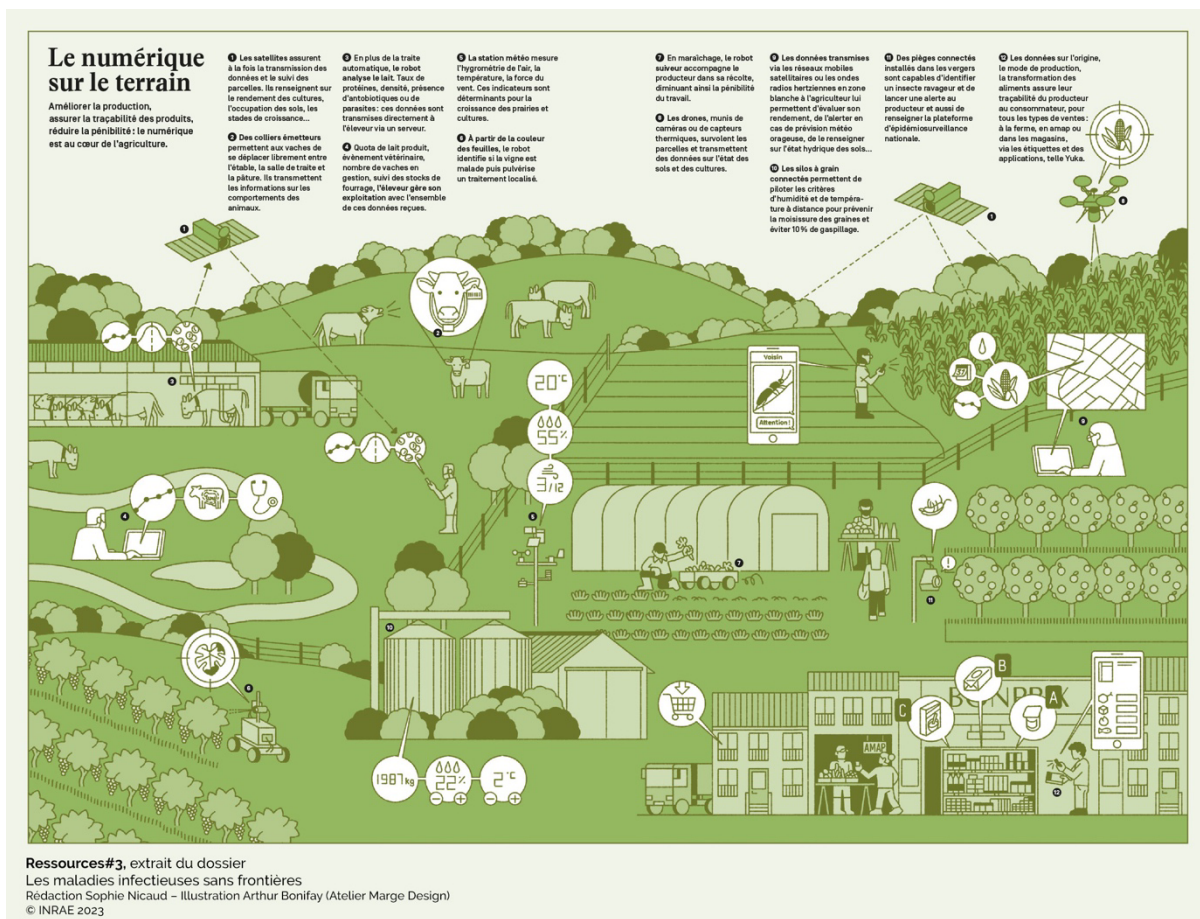 Le numérique
sur le terrain
Améliorer la production,
assurer la traçabilité des produits,
réduire la pénibilité : le numérique
est au cœur de l'agriculture.
1 Les satellites assurent
à la fois la transmission des
données et le suivi des
parcelles. Ils renseignent sur
le rendement des cultures,
l'occupation des sols, les
stades de croissance...
2 Des colliers émetteurs
permettent aux vaches de
se déplacer librement entre
l'étable, la salle de traite et
la pâture. Ils transmettent
les informations sur les
comportements des
animaux.
3 En plus de la traite
automatique, le robot
analyse le lait. Taux de
protéines, densité, présence
d'antobiotiques ou de
parasites : ces données sont
transmises directement à
l'éleveur via un serveur.
4 Quota de lait produit,
évènement vétérinaire,
nombre de vaches en
gestion, suivi des stocks de
fourrage, l'éleveur gère son
exploitation avec l'ensemble
de ces données reçues.
5 La station météo mesure
l'hygrométrie de l'air, la
température, la force du
vent. Ces indicateurs sont
déterminants pour la
croissance des prairies et
cultures.
6 À partir de la couleur
des feuilles, le robot
identifie si la vigne est
malade puis pulvérise
un traitement localisé.
7 En maraîchage, le robot
suiveur accompagne le
producteur dans sa récolte,
diminuant ainsi la pénibilité
du travail.
8 Les drones, munis de
caméras ou de capteurs
thermiques, survolent les
parcelles et transmettent
des données sur l'état des
sols et des cultures.
9 Les données transmises
via les réseaux mobiles
satellitaires ou les ondes
radios hertziennes en zone
blanche à l'agriculteur lui
permettent d'évaluer son
rendement, de l'alerter en
cas de prévision météo
orageuse, de le renseigner
sur l'état hydrique des sols...
10 Les silos à grain
connectés permettent de
piloter les critères
d'humidité et de tempéra-
ture à distance pour prévenir
la moisissure des graines et
éviter 10 % de gaspillage.
11 Des pièges connectés
installés dans les vergers
sont capables d'identifier
un insecte ravageur et de
lancer une alerte au
producteur et aussi de
renseigner la plateforme
d'épidémiosurveillance
nationale.
12 Les données sur l'origine,
le mode de production,
la transformation des
aliments assure leur
traçabilité du producteur
au consommateur, pour
tous les types de ventes :
à la ferme, en amap ou
dans les magasins,
via les étiquettes et des
applications, telle Yuka.
1
1
8
2
3
20°C
55%
3/12
5
Voisin
Attention !
9
4
7
!
11
10
6
1987 kg
22%
2°C
B
A
C
AMAP
12
Ressources#3, extrait du dossier
Les maladies infectieuses sans frontières
Rédaction Sophie Nicaud – Illustration Arthur Bonifay (Atelier Marge Design)
© INRAE 2023